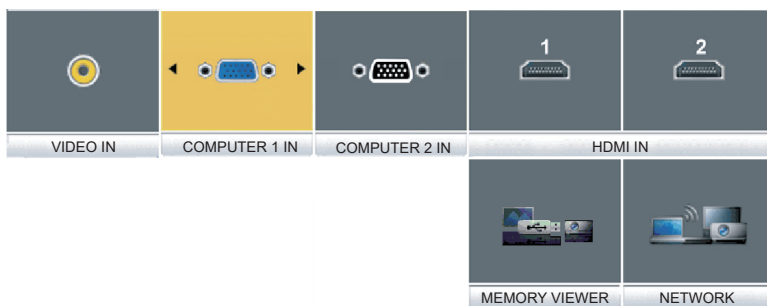 1 2
VIDEO IN COMPUTER 1 IN COMPUTER 2 IN HDMI IN
MEMORY VIEWER NETWORK